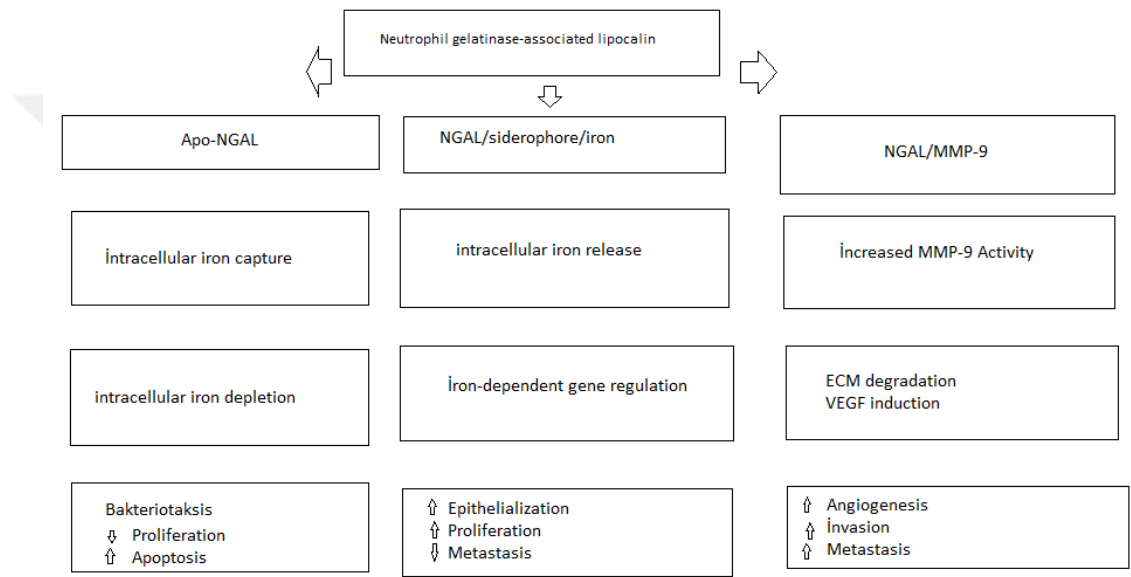 Neutrophil gelatinase-associated lipocalin
Apo-NGAL
NGAL/siderophore/iron
NGAL/MMP-9
İntracellular iron capture
intracellular iron release
İncreased MMP-9 Activity
intracellular iron depletion
İron-dependent gene regulation
ECM degradation
VEGF induction
Bakteriotaksis
⇩ Proliferation
⇧ Apoptosis
⇧ Epithelialization
⇧ Proliferation
⇩ Metastasis
⇧ Angiogenesis
⇧ İnvasion
⇧ Metastasis